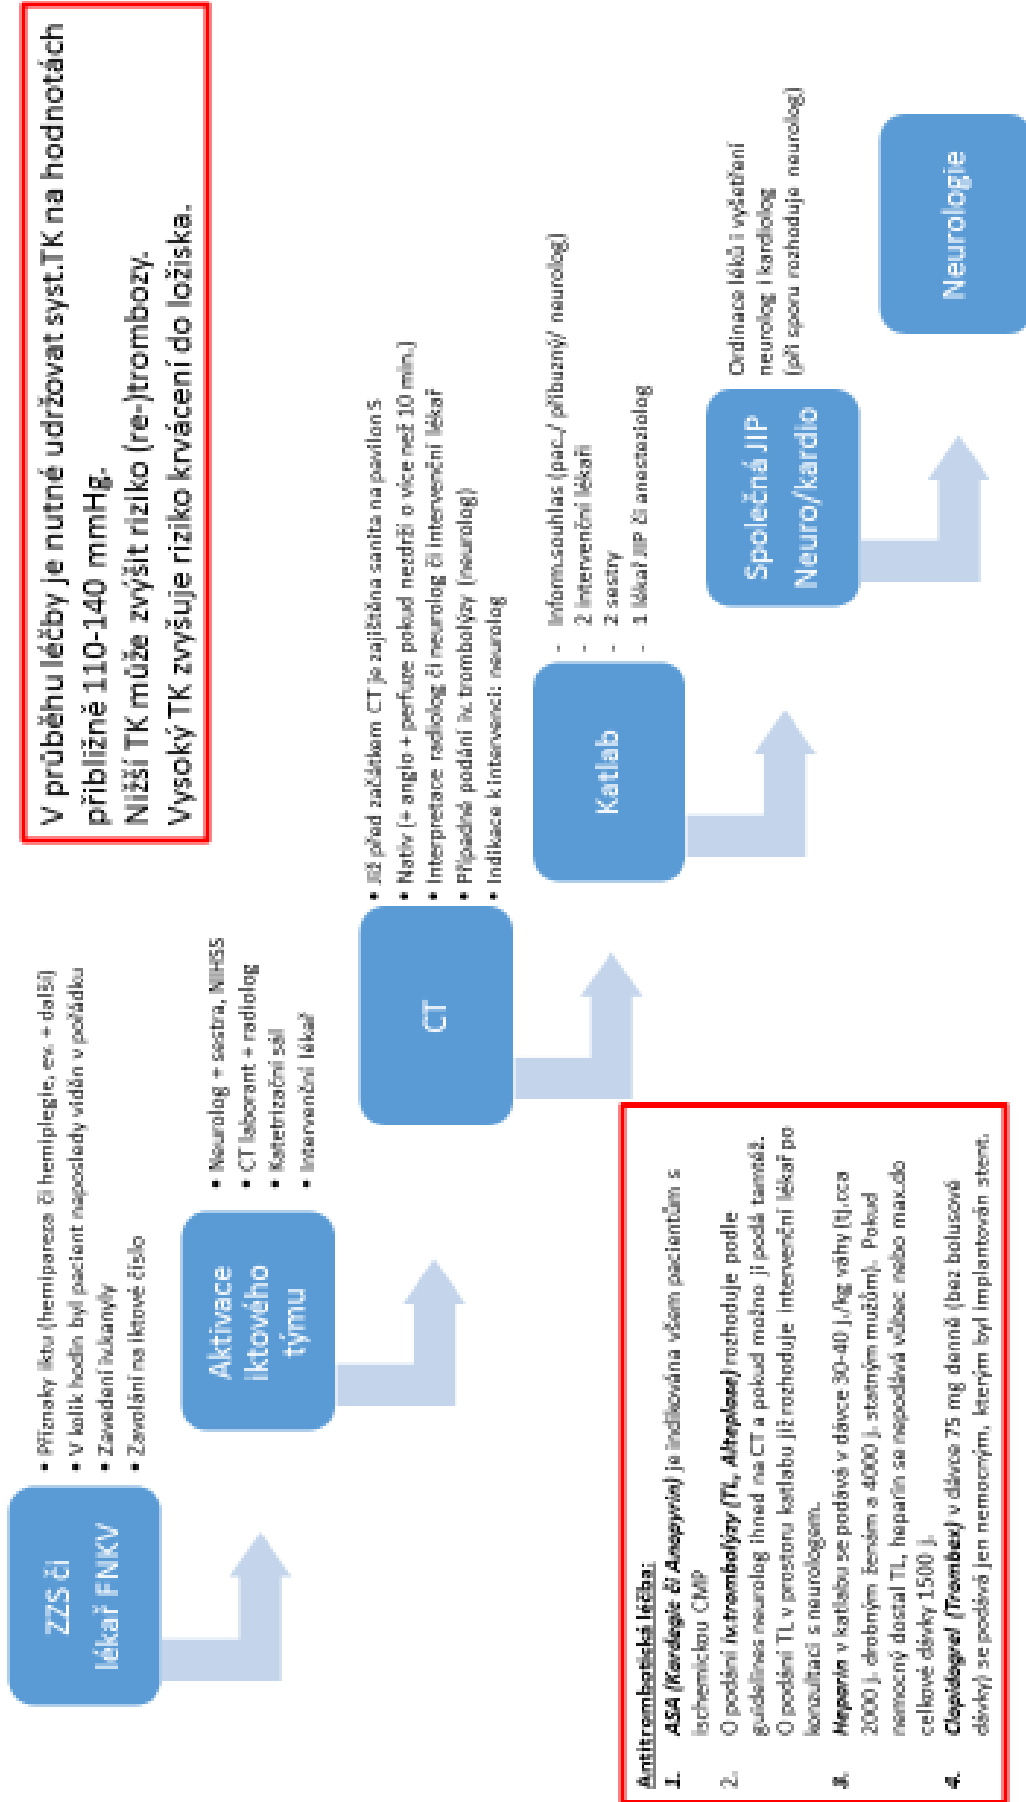 V průběhu léčby je nutné udržovat syst.TK na hodnotách
přibližně 110-140 mmHg.
Nižší TK může zvýšit riziko (re-)trombozy.
Vysoký TK zvyšuje riziko krvácení do ložiska.
ZZS či
lékař FNKV
• Příznaky iktu (hemipareza či hemiplegie, ev. + další)
• V kolik hodin byl pacient naposledy viděn v pořádku
• Zavedení iv.kanyly
• Zavolání na iktové číslo
Aktivace
iktového
týmu
• Neurolog + sestra, NIHSS
• CT laborant + radiolog
• Katetrizační sál
• Intervenční lékař
CT
• Již před začátkem CT je zajištěna sanita na pavilon S
• Nativ (+ angio + perfuze pokud nezdrží o více než 10 min.)
• Interpretace radiolog či neurolog či intervenční lékař
• Případné podání iv. trombolýzy (neurolog)
• Indikace k intervenci: neurolog
Katlab
- Inform.souhlas (pac./ příbuzný/ neurolog)
- 2 intervenční lékaři
- 2 sestry
- 1 lékař JIP či anesteziolog
Společná JIP
Neuro/kardio
Ordinace léků i vyšetření
neurolog i kardiolog
(při sporu rozhoduje neurolog)
Neurologie
Antitrombotická léčba:
1. ASA (Kardegic či Anopyrin) je indikována všem pacientům s
ischemickou CMP
2. O podání iv.trombolýzy (TL, Alteplase) rozhoduje podle
guidelines neurolog ihned na CT a pokud možno ji podá tamtéž.
O podání TL v prostoru katlabu již rozhoduje intervenční lékař po
konzultaci s neurologem.
3. Heparin v katlabu se podává v dávce 30-40 j./kg váhy (tj.cca
2000 j. drobným ženám a 4000 j. statným mužům). Pokud
nemocný dostal TL, heparin se nepodává vůbec nebo max.do
celkové dávky 1500 j.
4. Clopidogrel (Trombex) v dávce 75 mg denně (bez bolusové
dávky) se podává jen nemocným, kterým byl implantován stent.